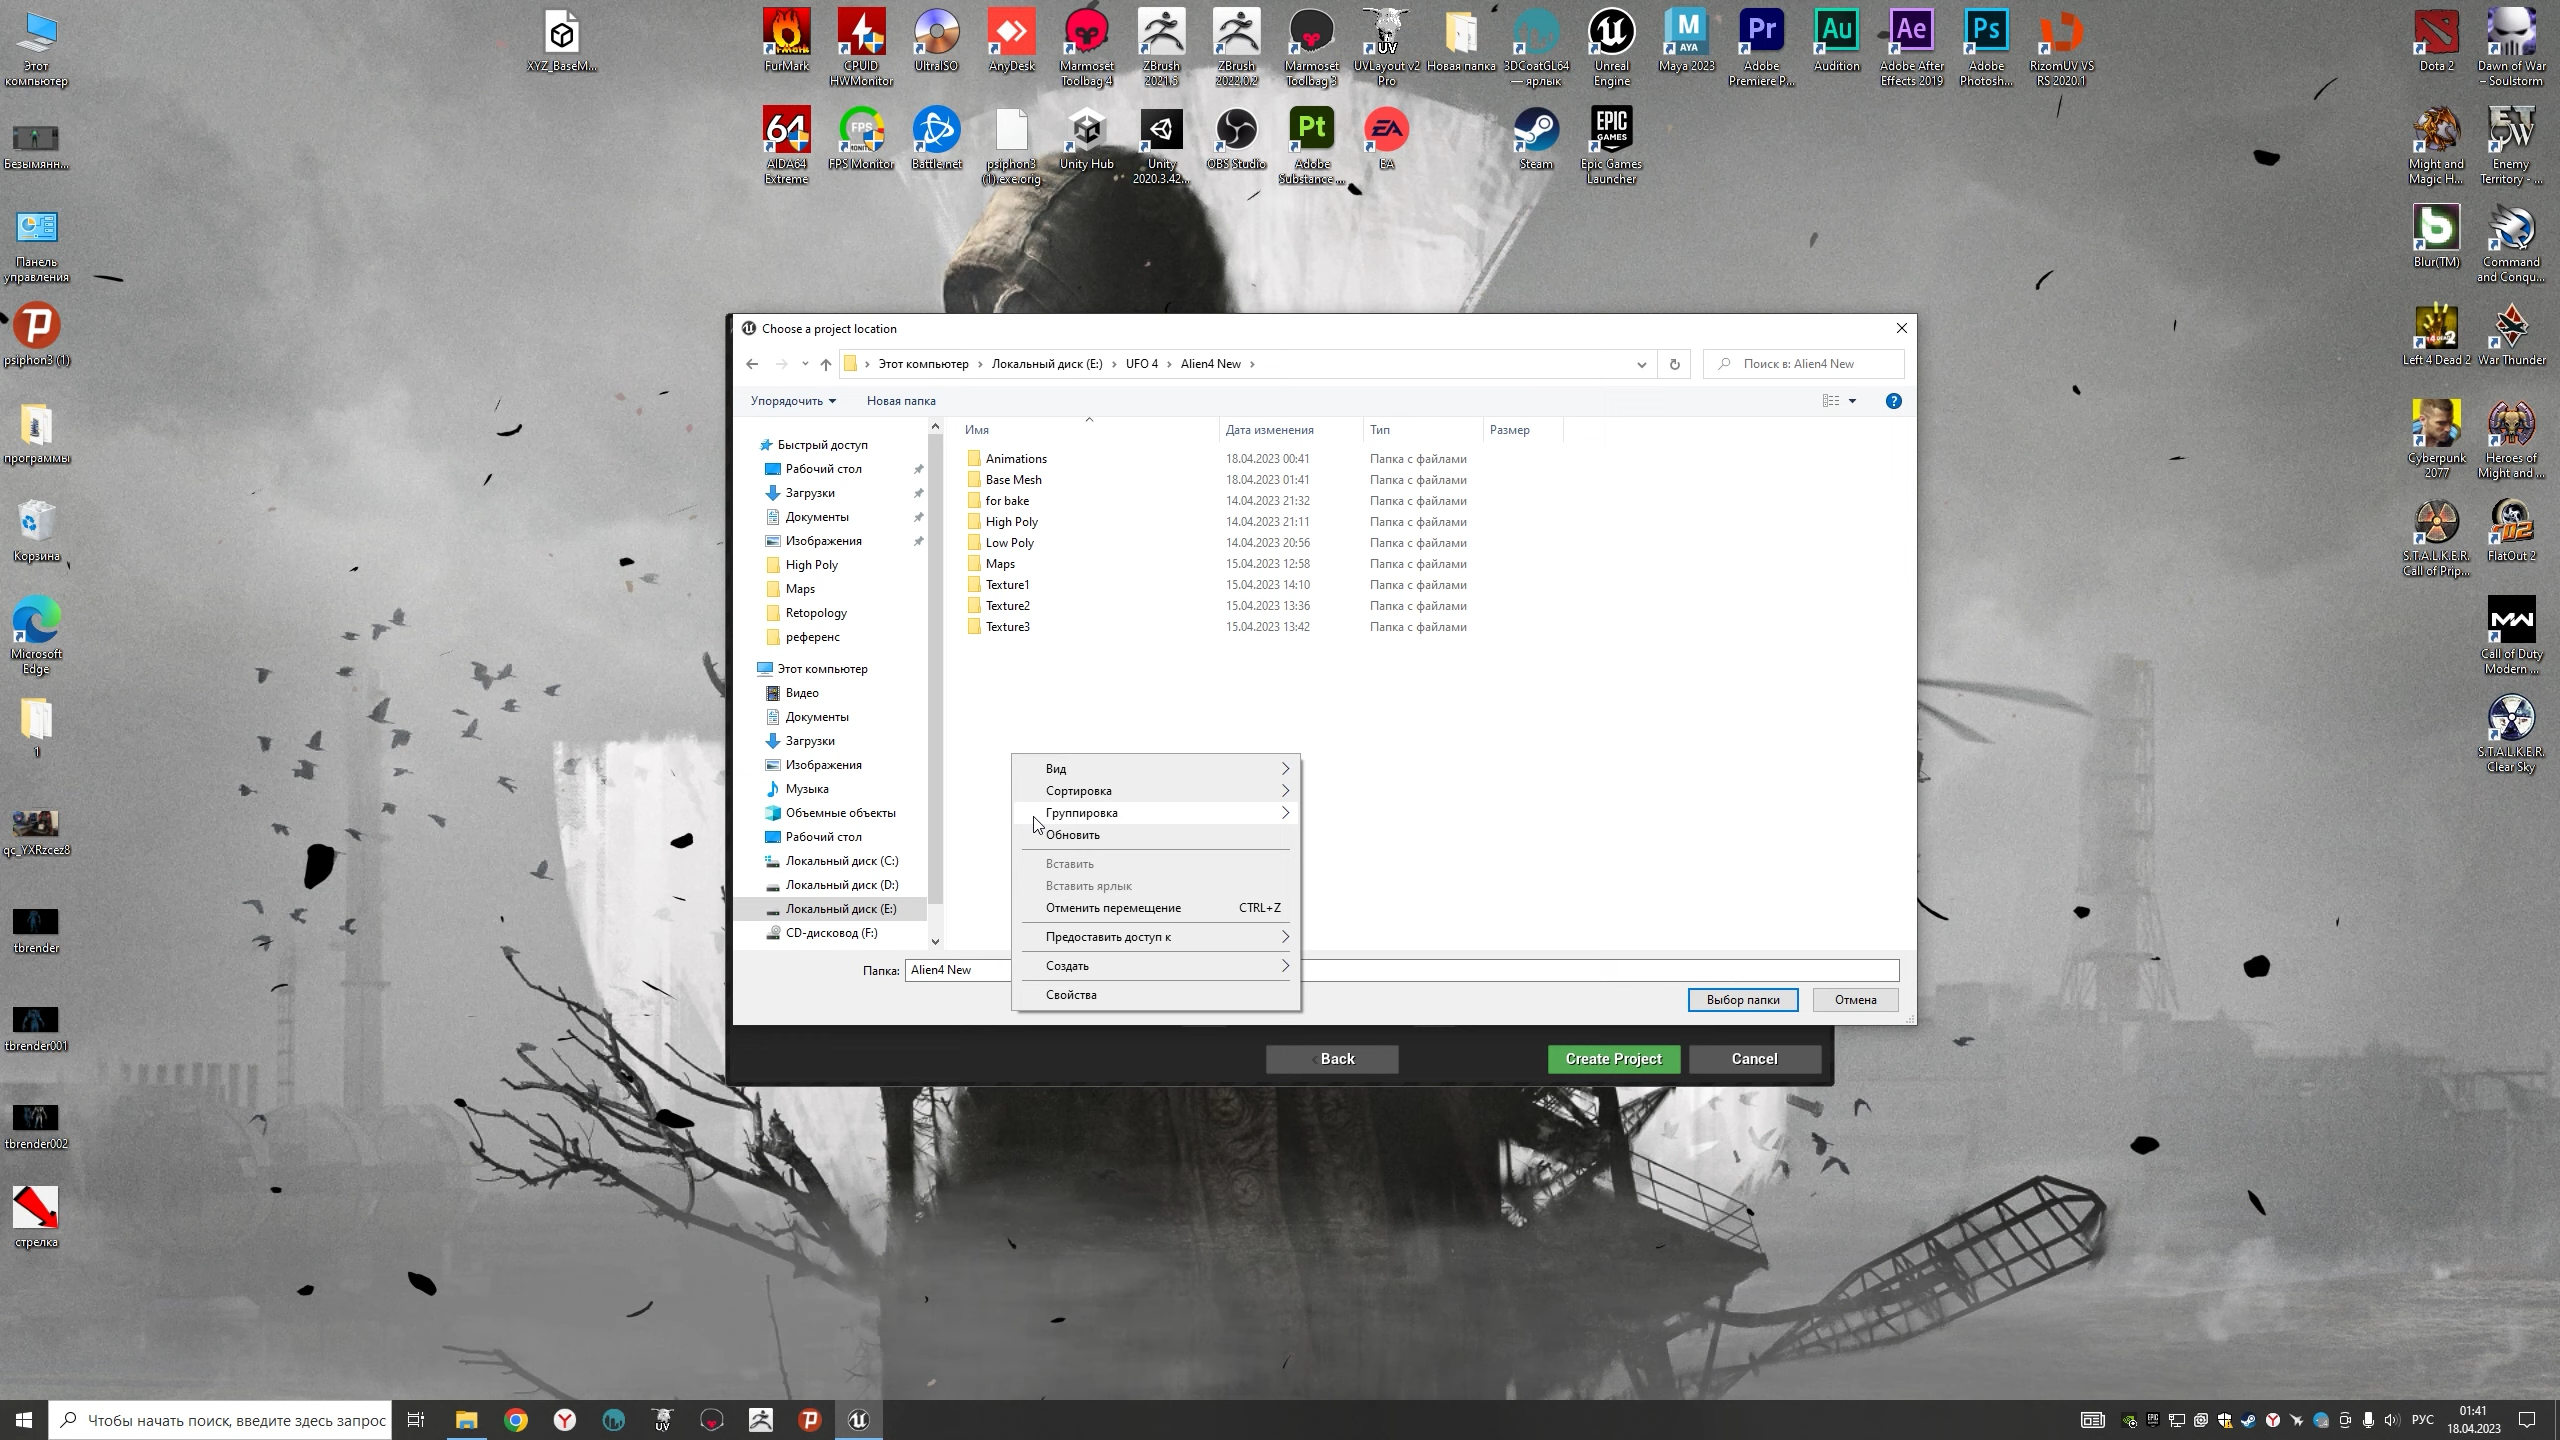 Этот
компьютер
XYZ_BaseM...
FurMark
CPUID
HWMonitor
UltraISO
AnyDesk
Marmoset
Toolbag 4
ZBrush
2021.5
ZBrush
2022.0.2
Marmoset
Toolbag 3
UVLayout v2
Pro
Новая папка
3DCoatGL64
— ярлык
Unreal
Engine
Maya 2023
Adobe
Premiere P...
Audition
Adobe After
Effects 2019
Adobe
Photosh...
RizomUV VS
RS 2020.1
Dota 2
Dawn of War
– Soulstorm
Безымянн...
AIDA64
Extreme
FPS Monitor
Battle.net
psiphon3
(1).exe.orig
Unity Hub
Unity
2020.3.42...
OBS Studio
Adobe
Substance ...
EA
Steam
Epic Games
Launcher
Might and
Magic H...
Enemy
Territory - ...
Панель
управления
Blur(TM)
Command
and Conqu...
psiphon3 (1)
Left 4 Dead 2
War Thunder
программы
Cyberpunk
2077
Heroes of
Might and ...
Корзина
S.T.A.L.K.E.R.
Call of Prip...
FlatOut 2
Microsoft
Edge
Call of Duty
Modern ...
1
S.T.A.L.K.E.R.
Clear Sky
qc_YXRzcez8
tbrender
tbrender001
tbrender002
стрелка
Choose a project location
Этот компьютер
Локальный диск (E:)
UFO 4
Alien4 New
Поиск в: Alien4 New
Упорядочить
Новая папка
Быстрый доступ
Рабочий стол
Загрузки
Документы
Изображения
High Poly
Maps
Retopology
референс
Этот компьютер
Видео
Документы
Загрузки
Изображения
Музыка
Объемные объекты
Рабочий стол
Локальный диск (C:)
Локальный диск (D:)
Локальный диск (E:)
CD-дисковод (F:)
Имя Дата изменения Тип Размер
Animations 18.04.2023 00:41 Папка с файлами
Base Mesh 18.04.2023 01:41 Папка с файлами
for bake 14.04.2023 21:32 Папка с файлами
High Poly 14.04.2023 21:11 Папка с файлами
Low Poly 14.04.2023 20:56 Папка с файлами
Maps 15.04.2023 12:58 Папка с файлами
Texture1 15.04.2023 14:10 Папка с файлами
Texture2 15.04.2023 13:36 Папка с файлами
Texture3 15.04.2023 13:42 Папка с файлами
Вид
Сортировка
Группировка
Обновить
Вставить
Вставить ярлык
Отменить перемещение CTRL+Z
Предоставить доступ к
Создать
Свойства
Папка: Alien4 New
Выбор папки
Отмена
Back
Create Project
Cancel
Чтобы начать поиск, введите здесь запрос
РУС
01:41
18.04.2023